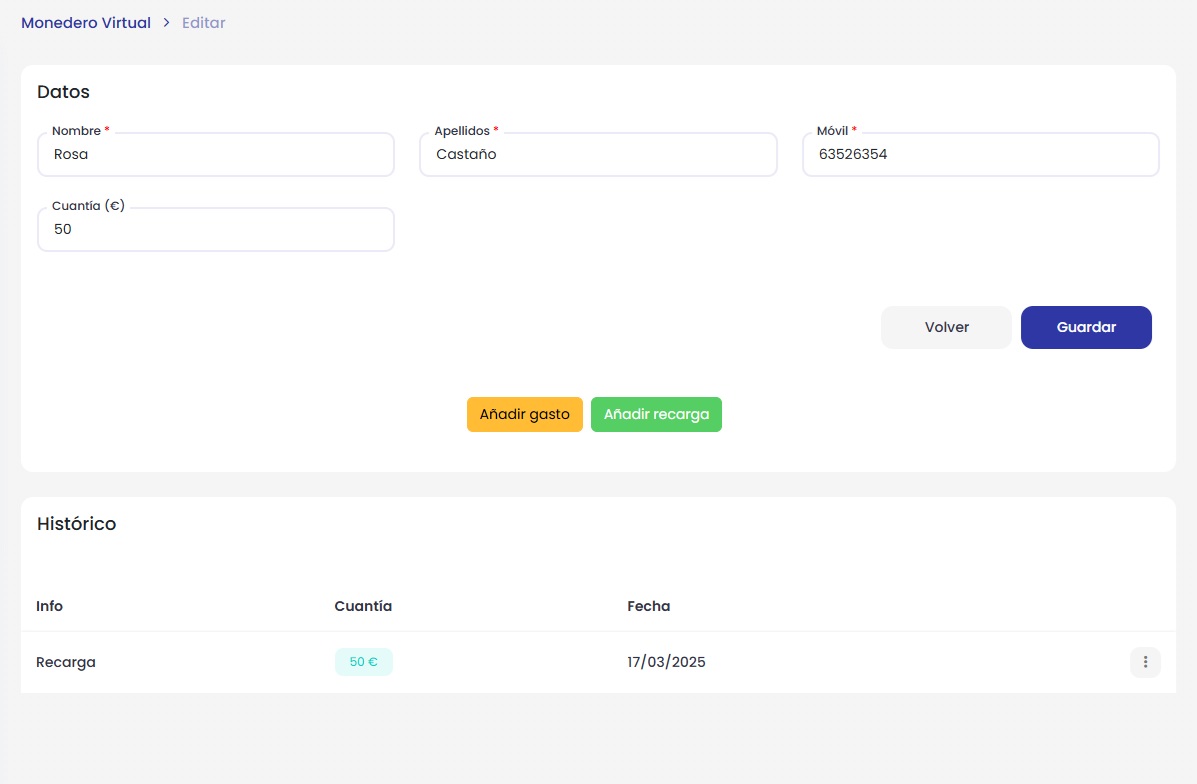 Monedero Virtual > Editar
Datos
Nombre * Apellidos * Móvil *
Rosa Castaño 63526354
Cuantía (€)
50
Volver Guardar
Añadir gasto Añadir recarga
Histórico
Info Cuantía Fecha
Recarga 50 € 17/03/2025